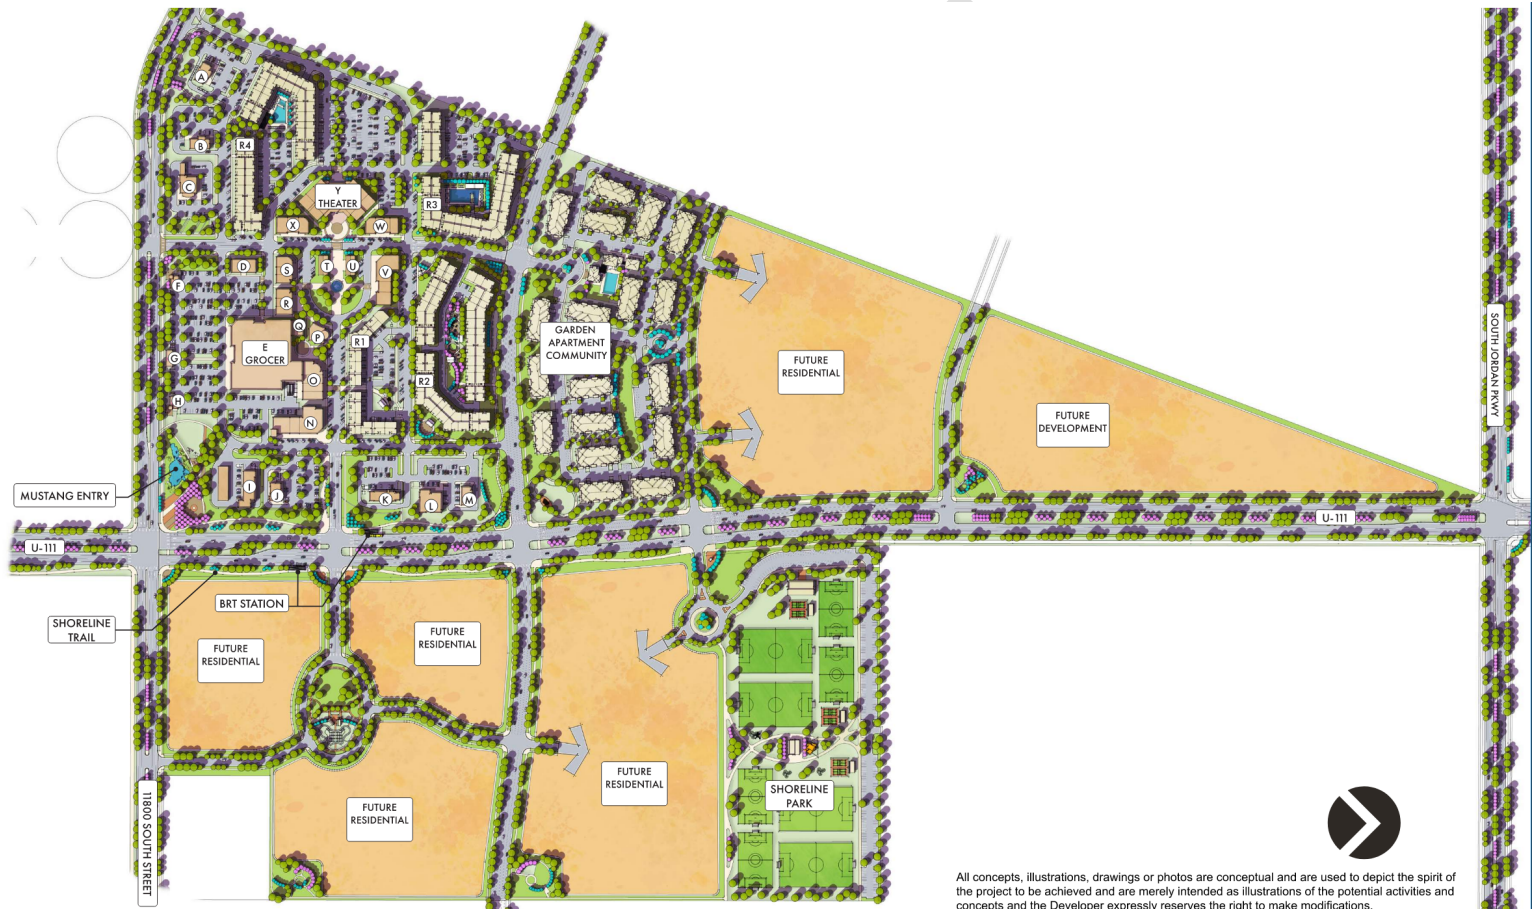 A
B
R4
C
Y
THEATER
R3
X
W
D
S
T
U
V
F
R
Q
P
R1
E
GROCER
G
O
R2
H
N
GARDEN
APARTMENT
COMMUNITY
FUTURE
RESIDENTIAL
FUTURE
DEVELOPMENT
SOUTH JORDAN PKWY
MUSTANG ENTRY
I
J
K
L
M
U-111
U-111
BRT STATION
SHORELINE
TRAIL
FUTURE
RESIDENTIAL
FUTURE
RESIDENTIAL
FUTURE
RESIDENTIAL
FUTURE
RESIDENTIAL
SHORELINE
PARK
11800 SOUTH STREET
All concepts, illustrations, drawings or photos are conceptual and are used to depict the spirit of
the project to be achieved and are merely intended as illustrations of the potential activities and
concepts and the Developer expressly reserves the right to make modifications.